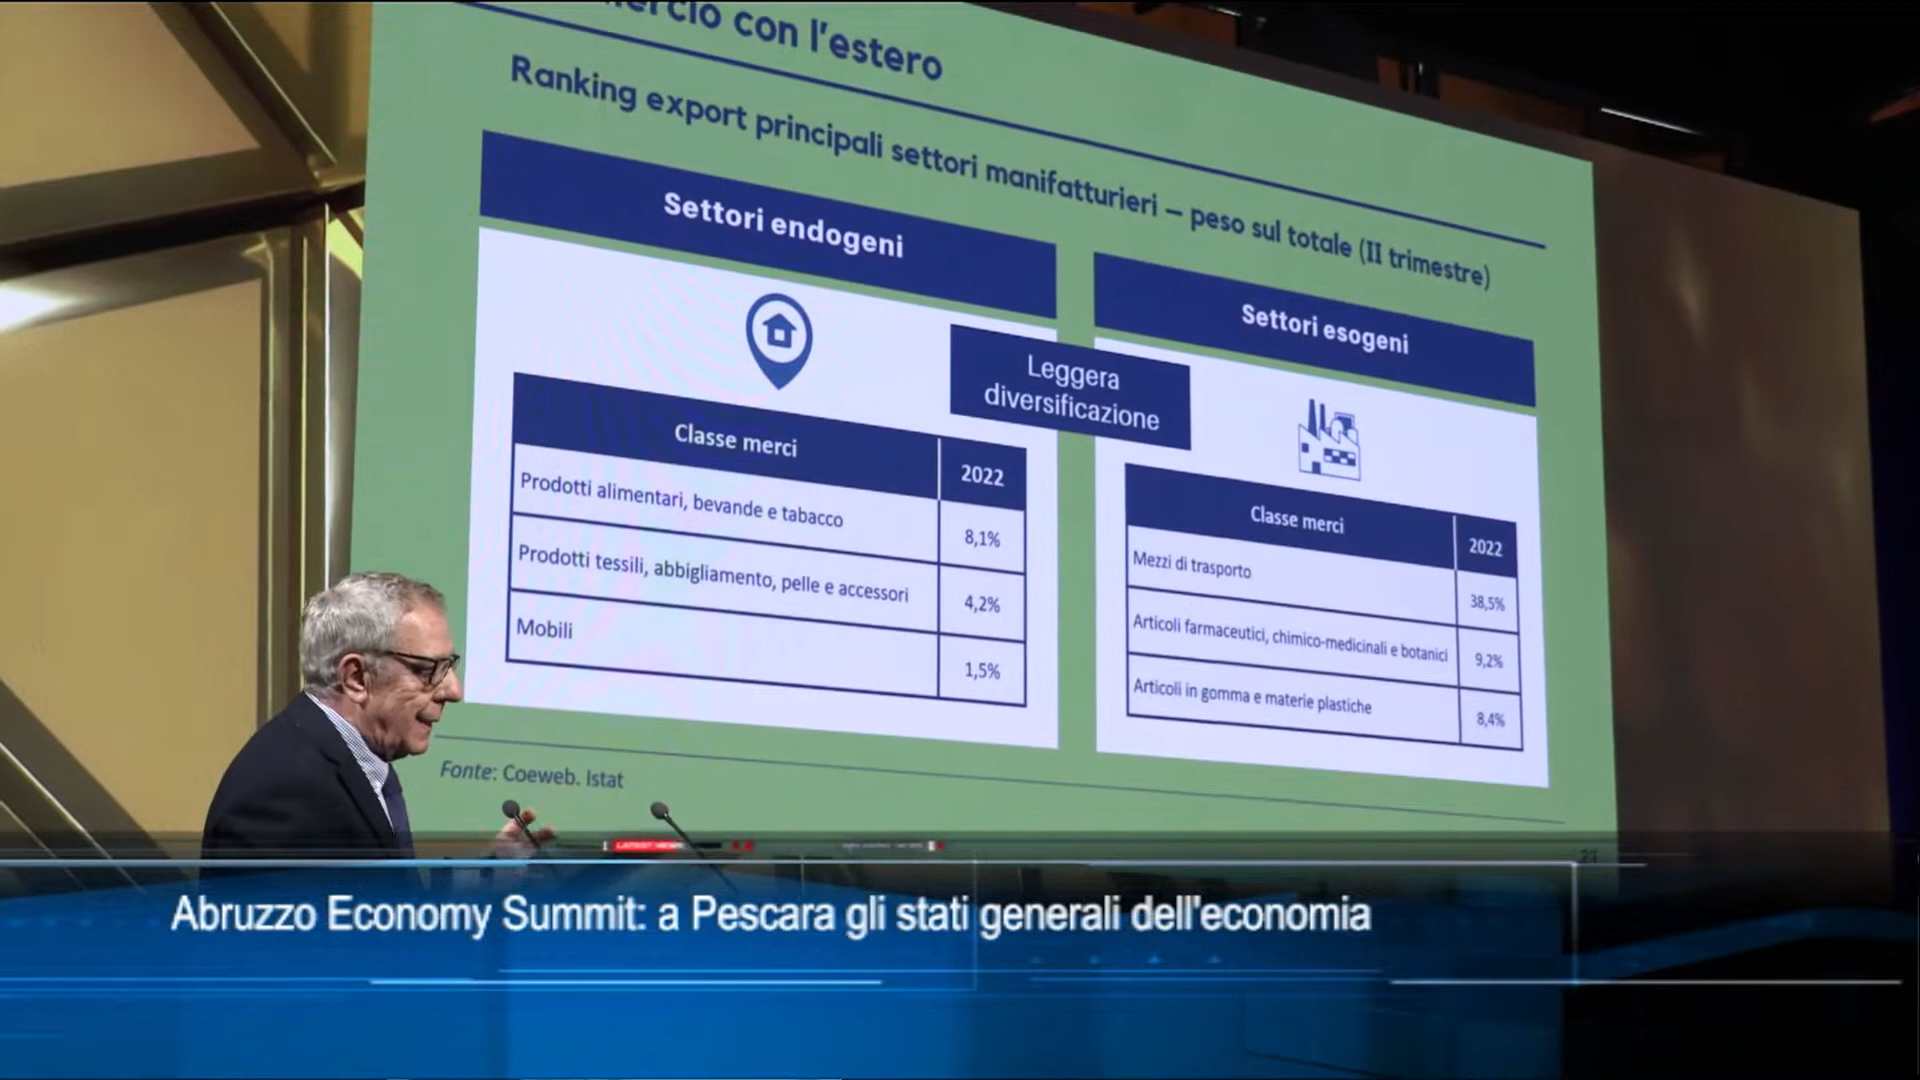 con l'estero
Ranking export principali settori manifatturieri – peso sul totale (II trimestre)
Settori endogeni
Leggera
diversificazione
Classe merci 2022
Prodotti alimentari, bevande e tabacco 8,1%
Prodotti tessili, abbigliamento, pelle e accessori 4,2%
Mobili 1,5%
Settori esogeni
Classe merci 2022
Mezzi di trasporto 38,5%
Articoli farmaceutici, chimico-medicinali e botanici 9,2%
Articoli in gomma e materie plastiche 8,4%
Fonte: Coeweb. Istat
LATEST NEWS
Abruzzo Economy Summit: a Pescara gli stati generali dell'economia